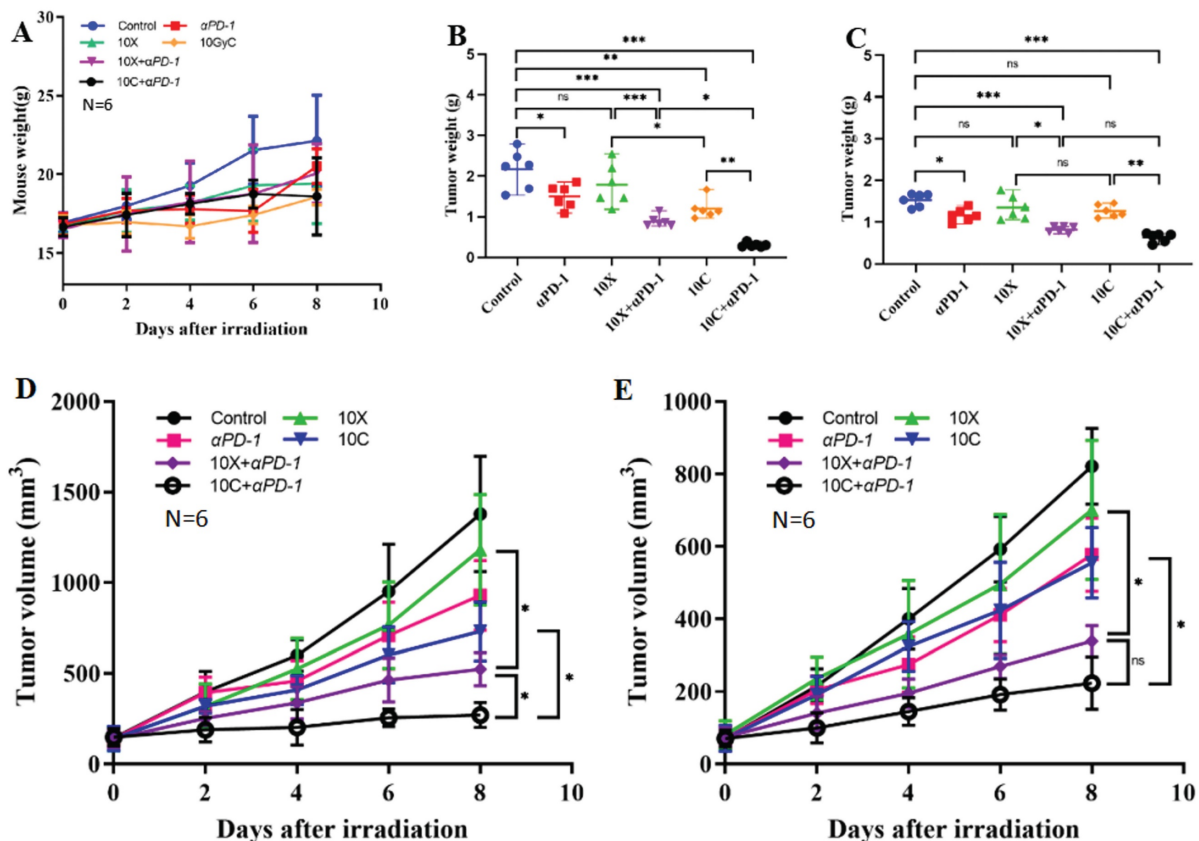 A
Mouse weight(g)
30
25
20
15
Control
αPD-1
10X
10GyC
10X+αPD-1
10C+αPD-1
N=6
0 2 4 6 8 10
Days after irradiation
B
Tumor weight(g)
5
4
3
2
1
0
***
**
***
ns
***
*
*
*
**
Control
αPD-1
10X
10X+αPD-1
10C
10C+αPD-1
C
Tumor weight(g)
5
4
3
2
1
0
***
ns
***
ns
*
ns
*
ns
**
Control
αPD-1
10X
10X+αPD-1
10C
10C+αPD-1
D
Tumor volume (mm³)
2000
1500
1000
500
0
Control
10X
αPD-1
10C
10X+αPD-1
10C+αPD-1
N=6
*
*
*
0 2 4 6 8 10
Days after irradiation
E
Tumor volume (mm³)
1000
800
600
400
200
0
Control
10X
αPD-1
10C
10X+αPD-1
10C+αPD-1
N=6
*
*
ns
0 2 4 6 8 10
Days after irradiation